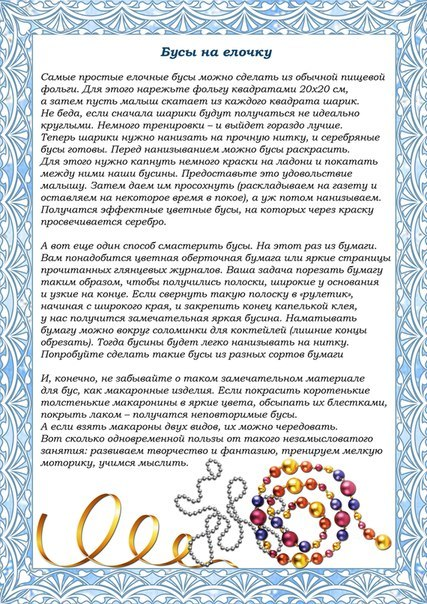 Бусы на елочку
Самые простые елочные бусы можно сделать из обычной пищевой
фольги. Для этого нарежьте фольгу квадратами 20х20 см,
а затем пусть малыш скатает из каждого квадрата шарик.
Не беда, если сначала шарики будут получаться не идеально
круглыми. Немного тренировки – и выйдет гораздо лучше.
Теперь шарики нужно нанизать на прочную нитку, и серебряные
бусы готовы. Перед нанизыванием можно бусы раскрасить.
Для этого нужно капнуть немного краски на ладони и покатать
между ними наши бусины. Предоставьте это удовольствие
малышу. Затем даем им просохнуть (раскладываем на газету и
оставляем на некоторое время в покое), а уж потом нанизываем.
Получатся эффектные цветные бусы, на которых через краску
просвечивается серебро.
А вот еще один способ смастерить бусы. На этот раз из бумаги.
Вам понадобится цветная оберточная бумага или яркие страницы
прочитанных глянцевых журналов. Ваша задача порезать бумагу
таким образом, чтобы получились полоски, широкие у основания
и узкие на конце. Если свернуть такую полоску в «рулетик»,
начиная с широкого края, и закрепить конец капелькой клея,
у нас получится замечательная яркая бусина. Наматывать
бумагу можно вокруг соломинки для коктейлей (лишние концы
обрезать). Тогда бусины будет легко нанизывать на нитку.
Попробуйте сделать такие бусы из разных сортов бумаги
И, конечно, не забывайте о таком замечательном материале
для бус, как макаронные изделия. Если покрасить коротенькие
толстенькие макаронины в яркие цвета, обсыпать их блестками,
покрыть лаком – получатся неповторимые бусы.
А если взять макароны двух видов, их можно чередовать.
Вот сколько одновременной пользы от такого незамысловатого
занятия: развиваем творчество и фантазию, тренируем мелкую
моторику, учимся мыслить.